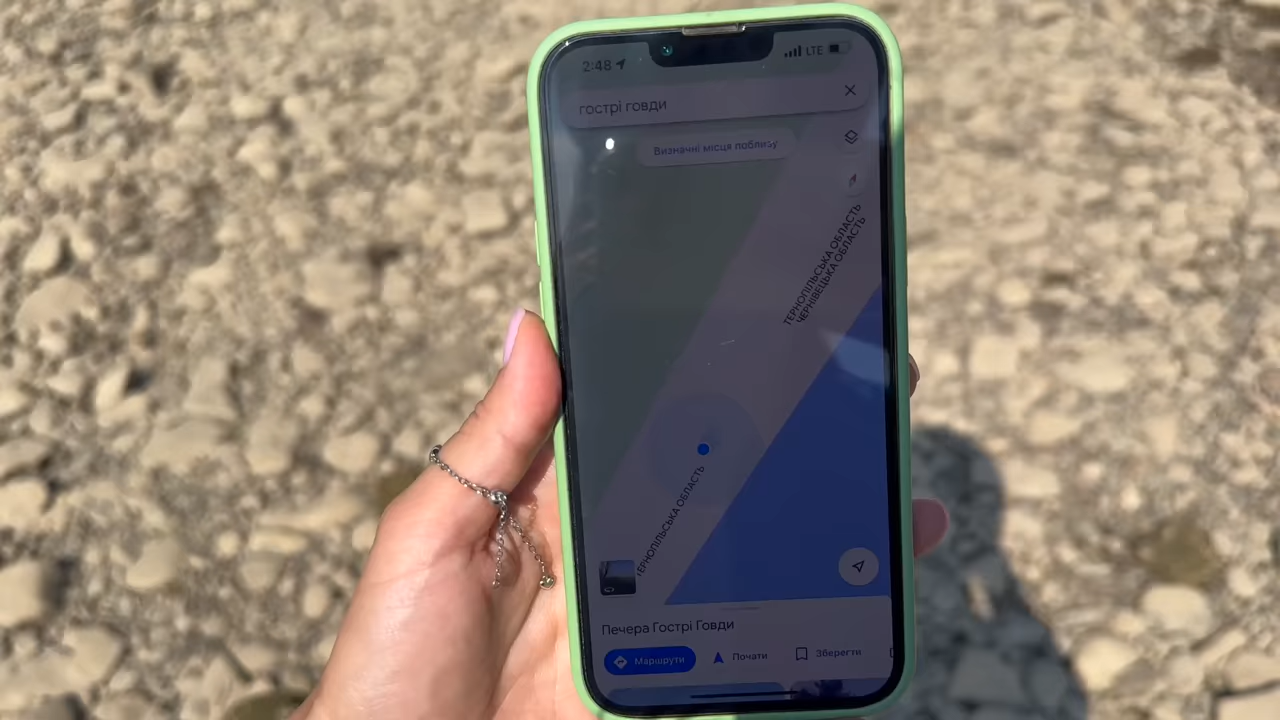 2:48
LTE
гострі говди
Визначні місця поблизу
ТЕРНОПІЛЬСЬКА ОБЛАСТЬ
ЧЕРНІВЕЦЬКА ОБЛАСТЬ
ТЕРНОПІЛЬСЬКА ОБЛАСТЬ
Печера Гострі Говди
Маршрути
Почати
Зберегти